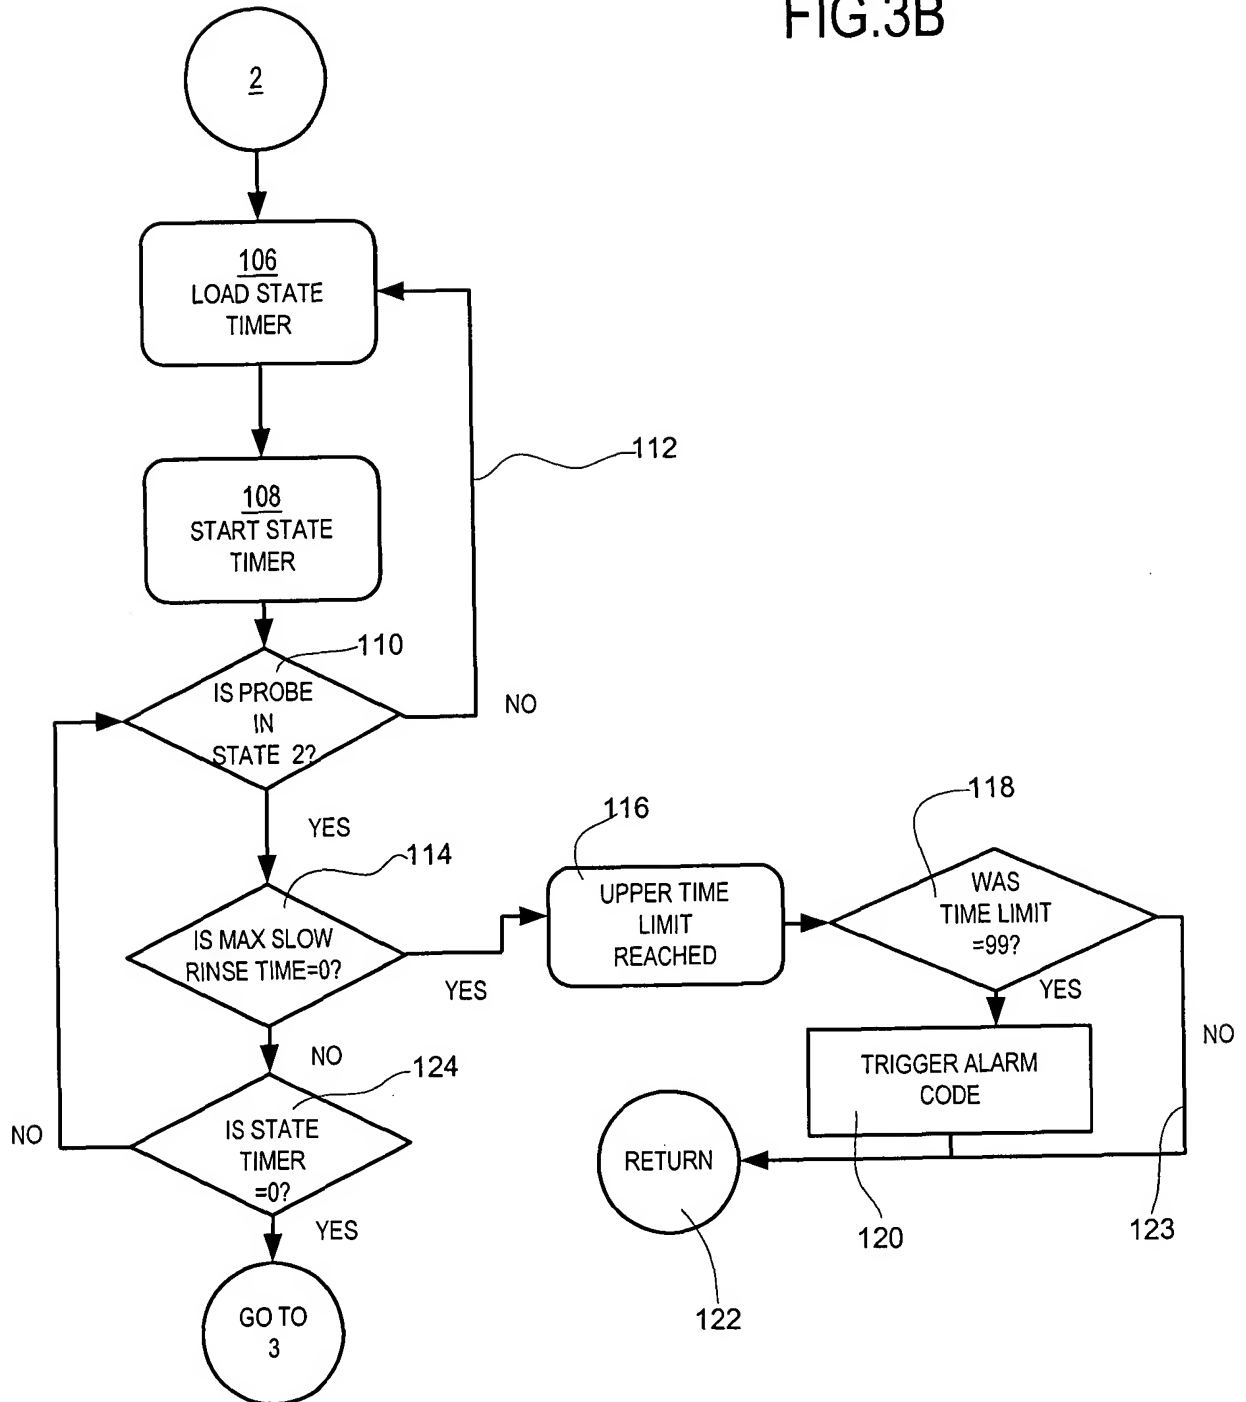 FIG.3B
2
106
LOAD STATE
TIMER
112
108
START STATE
TIMER
110
IS PROBE
IN
STATE 2?
NO
YES
114
IS MAX SLOW
RINSE TIME=0?
YES
116
UPPER TIME
LIMIT
REACHED
118
WAS
TIME LIMIT
=99?
YES
NO
TRIGGER ALARM
CODE
120
123
RETURN
122
NO
124
IS STATE
TIMER
=0?
NO
YES
GO TO
3